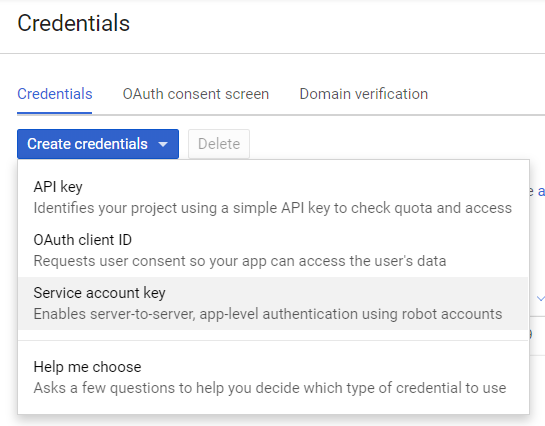 Credentials
Credentials OAuth consent screen Domain verification
Create credentials Delete
API key
Identifies your project using a simple API key to check quota and access
OAuth client ID
Requests user consent so your app can access the user's data
Service account key
Enables server-to-server, app-level authentication using robot accounts
Help me choose
Asks a few questions to help you decide which type of credential to use